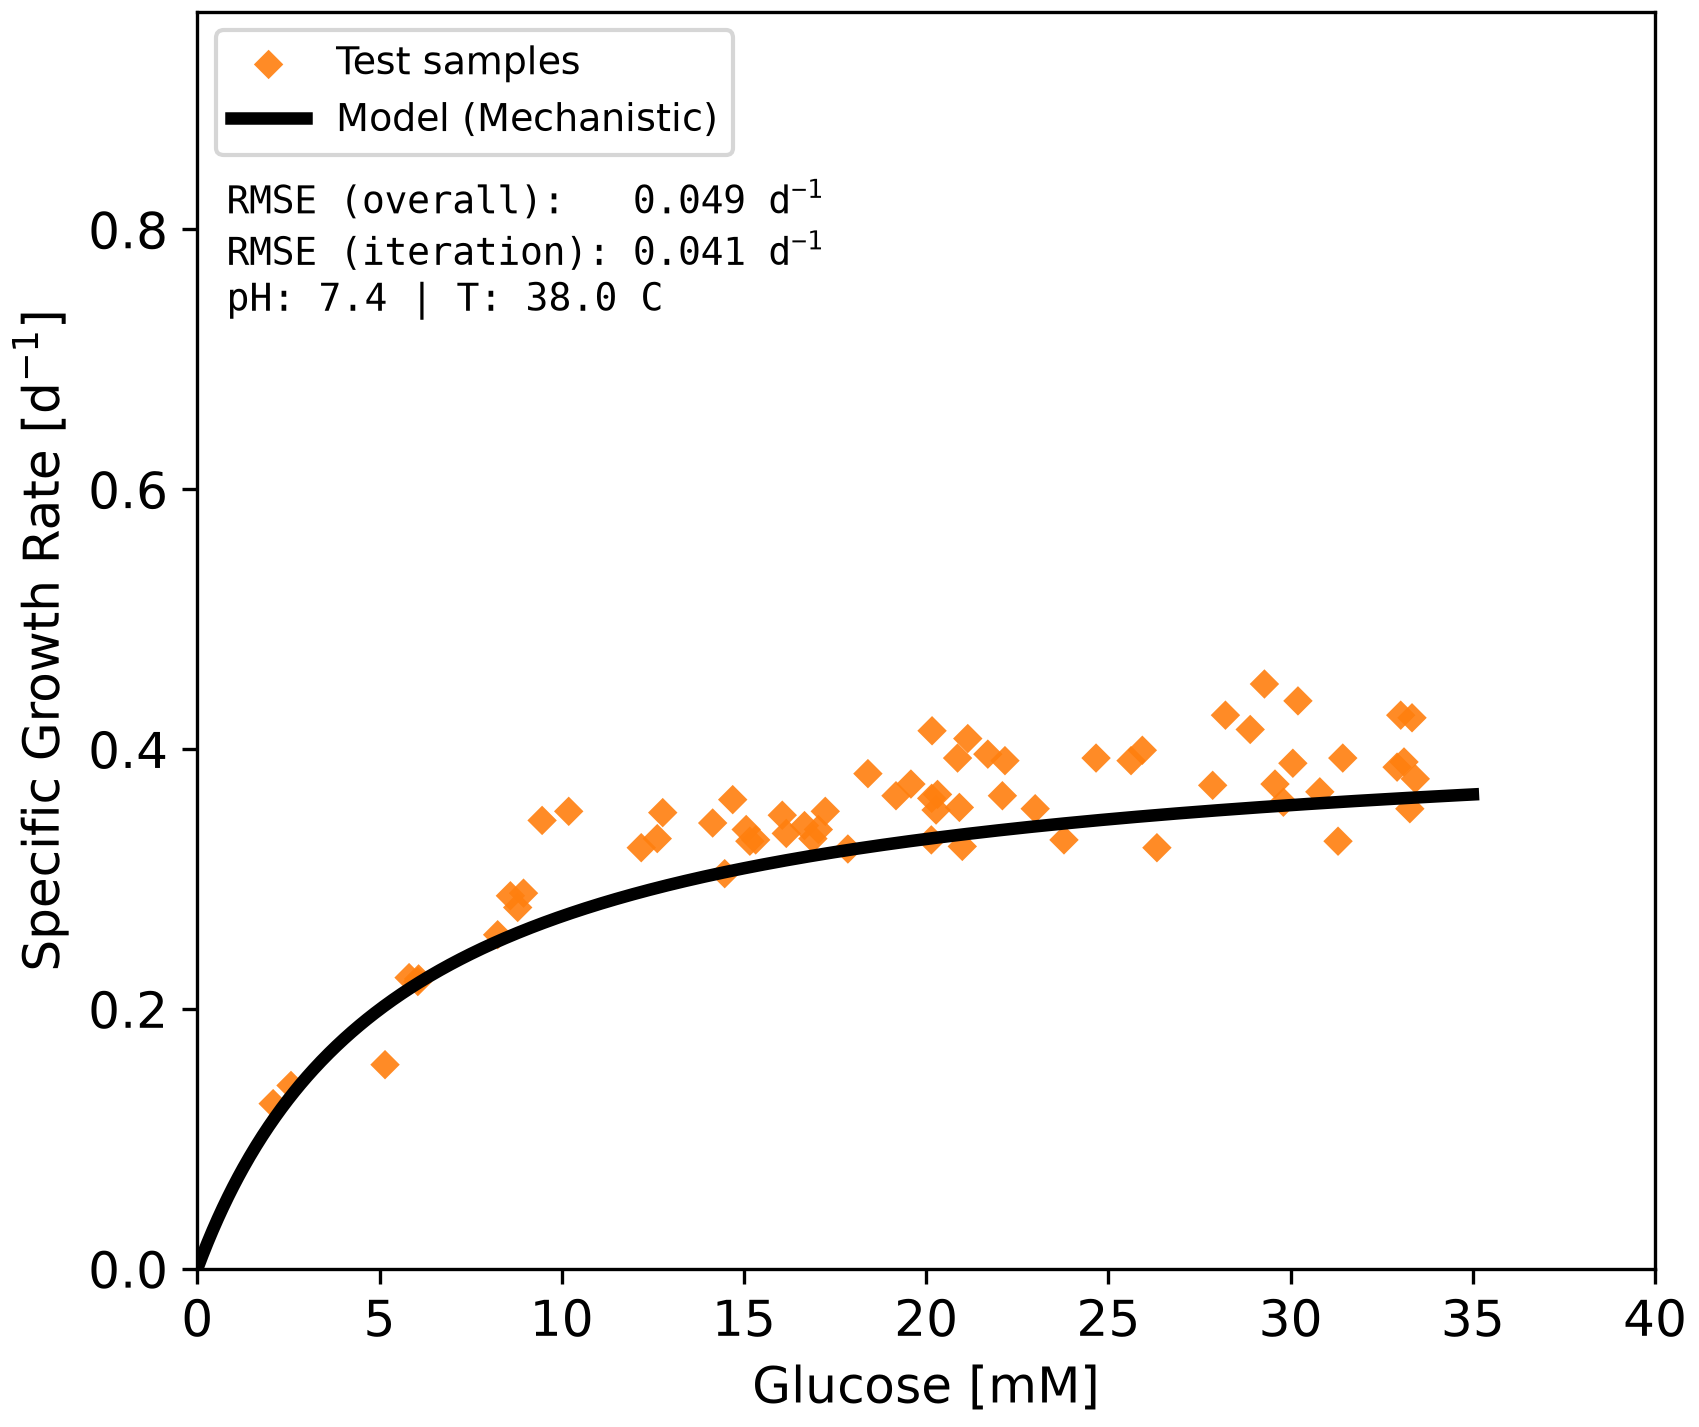 Test samples
Model (Mechanistic)
RMSE (overall):   0.049 d⁻¹
RMSE (iteration): 0.041 d⁻¹
pH: 7.4 | T: 38.0 C
Specific Growth Rate [d⁻¹]
0.8
0.6
0.4
0.2
0.0
0 5 10 15 20 25 30 35 40
Glucose [mM]